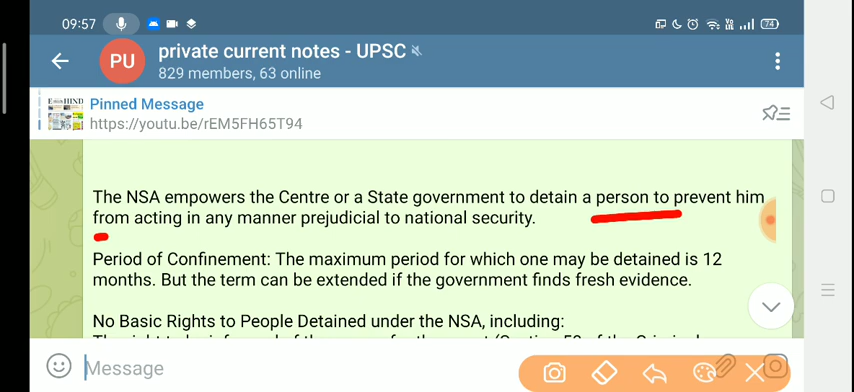 09:57
74
PU
private current notes - UPSC
829 members, 63 online
Pinned Message
https://youtu.be/rEM5FH65T94
The NSA empowers the Centre or a State government to detain a person to prevent him
from acting in any manner prejudicial to national security.
Period of Confinement: The maximum period for which one may be detained is 12
months. But the term can be extended if the government finds fresh evidence.
No Basic Rights to People Detained under the NSA, including:
Message